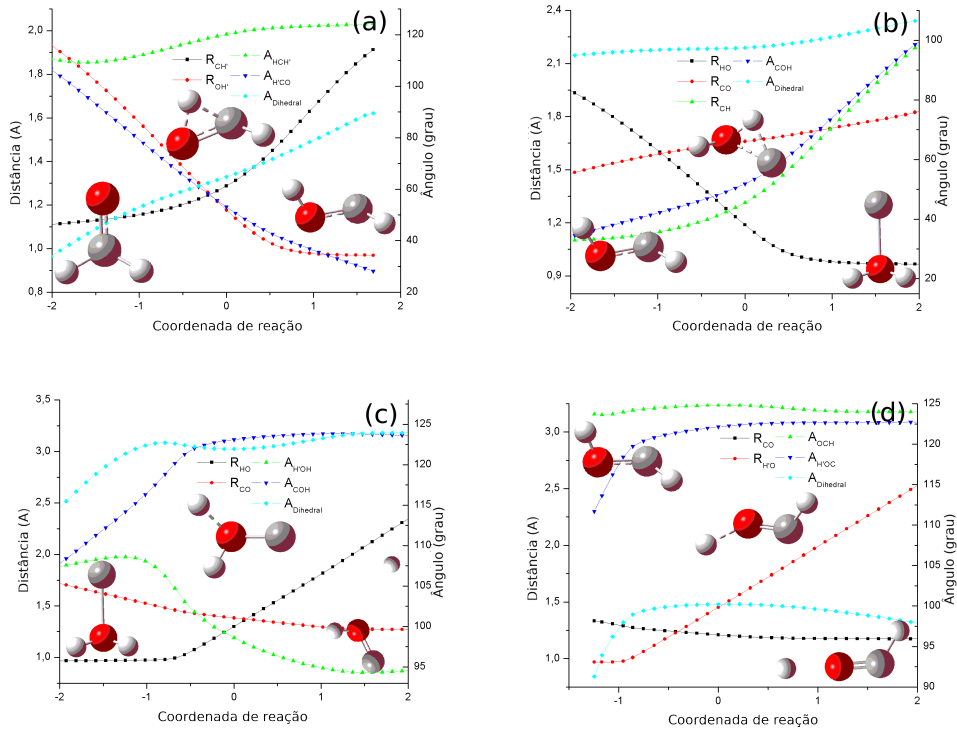 (a)
R_CH' A_HCH'
R_OH' A_H'CO
A_Dihedral
Distância (A)
Ângulo (grau)
2,0
1,8
1,6
1,4
1,2
1,0
0,8
120
100
80
60
40
20
-2 -1 0 1 2
Coordenada de reação
(b)
R_HO A_COH
R_CO A_Dihedral
R_CH
Distância (A)
Ângulo (grau)
2,4
2,1
1,8
1,5
1,2
0,9
100
80
60
40
20
-2 -1 0 1 2
Coordenada de reação
(c)
R_HO A_H'OH
R_CO A_COH
A_Dihedral
Distância (A)
Ângulo (grau)
3,5
3,0
2,5
2,0
1,5
1,0
125
120
115
110
105
100
95
-2 -1 0 1 2
Coordenada de reação
(d)
R_CO A_OCH
R_H'O A_H'OC
A_Dihedral
Distância (A)
Ângulo (grau)
3,0
2,5
2,0
1,5
1,0
125
120
115
110
105
100
95
90
-1 0 1 2
Coordenada de reação